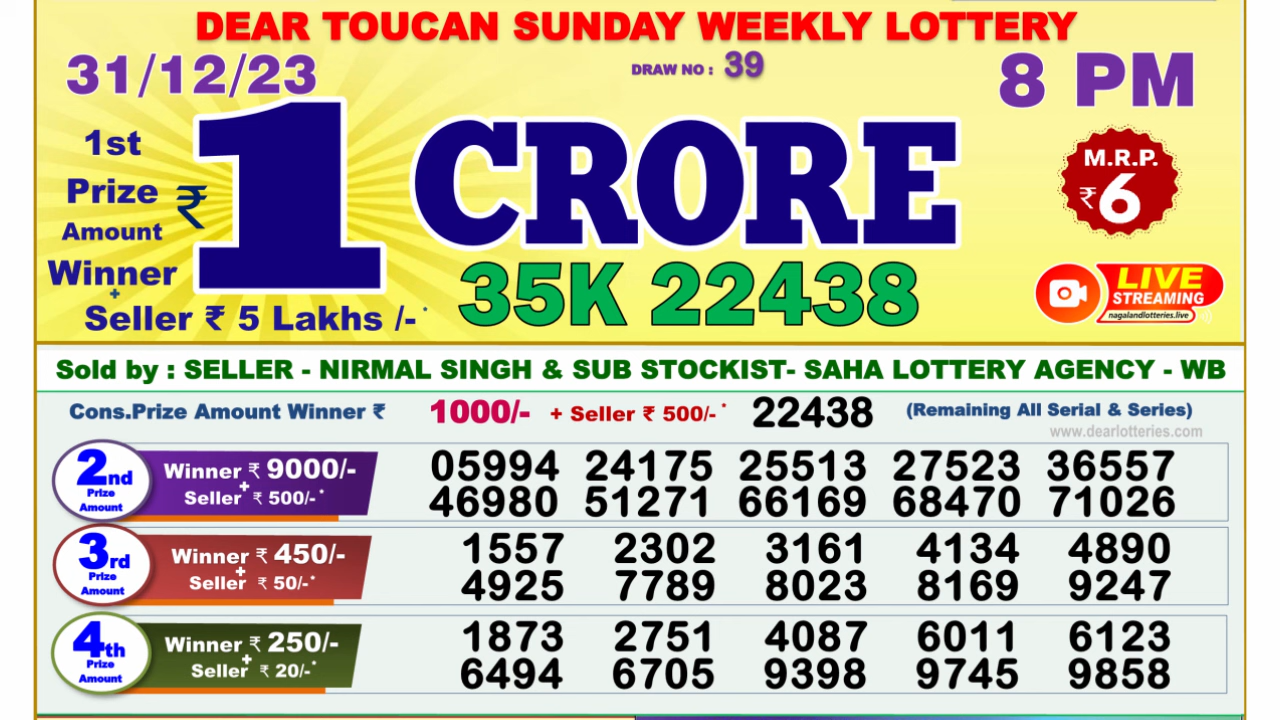 DEAR TOUCAN SUNDAY WEEKLY LOTTERY
31/12/23
DRAW NO : 39
8 PM
1st
Prize
Amount
Winner
+
Seller ₹ 5 Lakhs /-*
₹ 1 CRORE
35K 22438
M.R.P.
₹ 6
LIVE
STREAMING
nagalandlotteries.live
Sold by : SELLER - NIRMAL SINGH & SUB STOCKIST- SAHA LOTTERY AGENCY - WB
Cons.Prize Amount Winner ₹ 1000/- + Seller ₹ 500/-* 22438 (Remaining All Serial & Series)
www.dearlotteries.com
2nd
Prize
Amount
Winner ₹ 9000/-
+
Seller ₹ 500/-*
05994 24175 25513 27523 36557
46980 51271 66169 68470 71026
3rd
Prize
Amount
Winner ₹ 450/-
+
Seller ₹ 50/-*
1557 2302 3161 4134 4890
4925 7789 8023 8169 9247
4th
Prize
Amount
Winner ₹ 250/-
+
Seller ₹ 20/-*
1873 2751 4087 6011 6123
6494 6705 9398 9745 9858